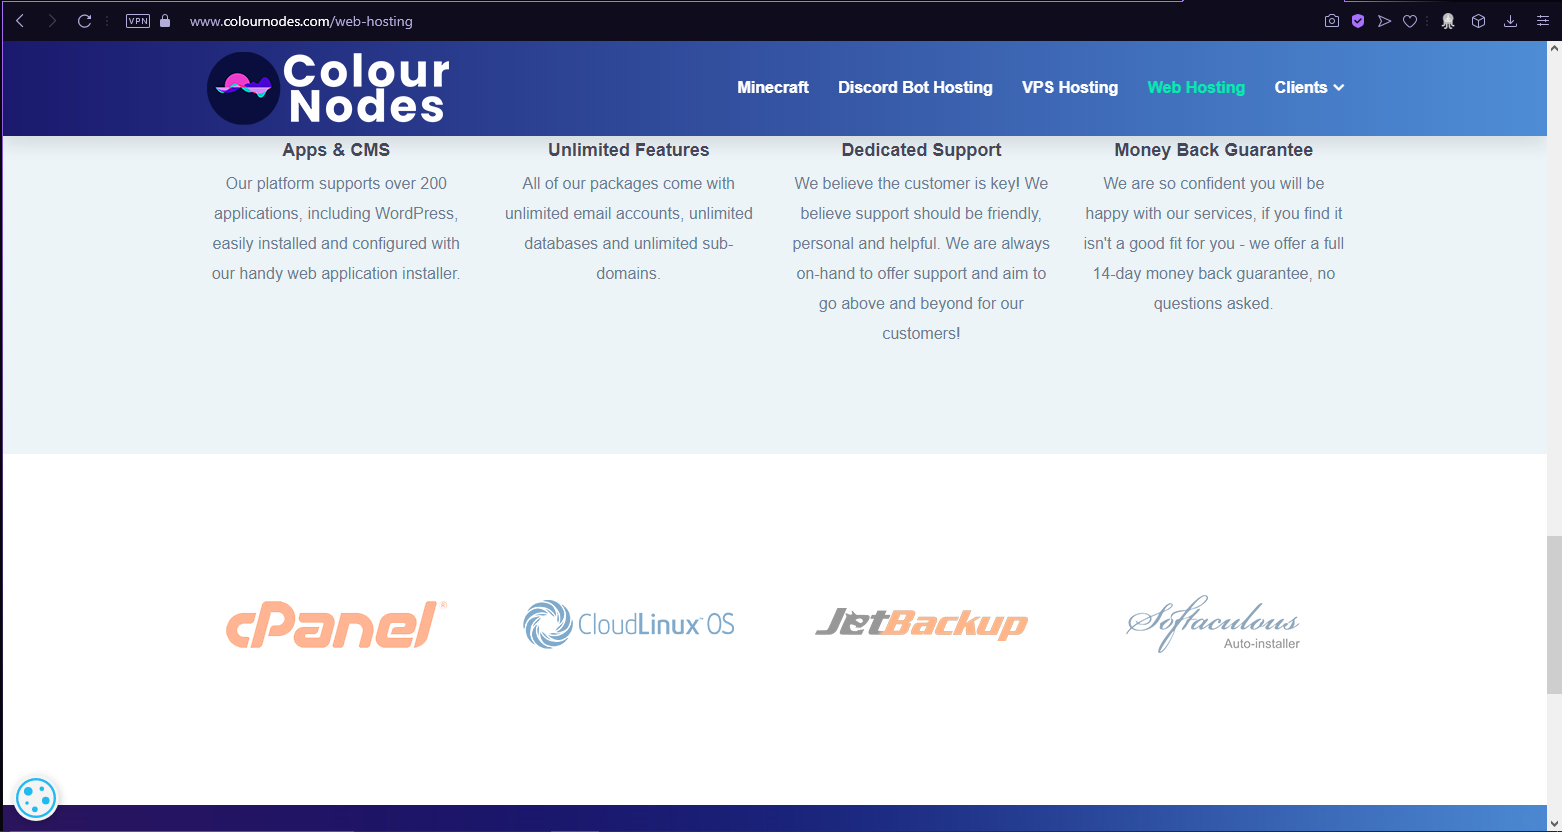 VPN www.colournodes.com/web-hosting
Colour
Nodes
Minecraft Discord Bot Hosting VPS Hosting Web Hosting Clients
Apps & CMS
Our platform supports over 200
applications, including WordPress,
easily installed and configured with
our handy web application installer.
Unlimited Features
All of our packages come with
unlimited email accounts, unlimited
databases and unlimited sub-
domains.
Dedicated Support
We believe the customer is key! We
believe support should be friendly,
personal and helpful. We are always
on-hand to offer support and aim to
go above and beyond for our
customers!
Money Back Guarantee
We are so confident you will be
happy with our services, if you find it
isn't a good fit for you - we offer a full
14-day money back guarantee, no
questions asked.
cPanel®
CloudLinux™ OS
JetBackup
Softaculous
Auto-installer